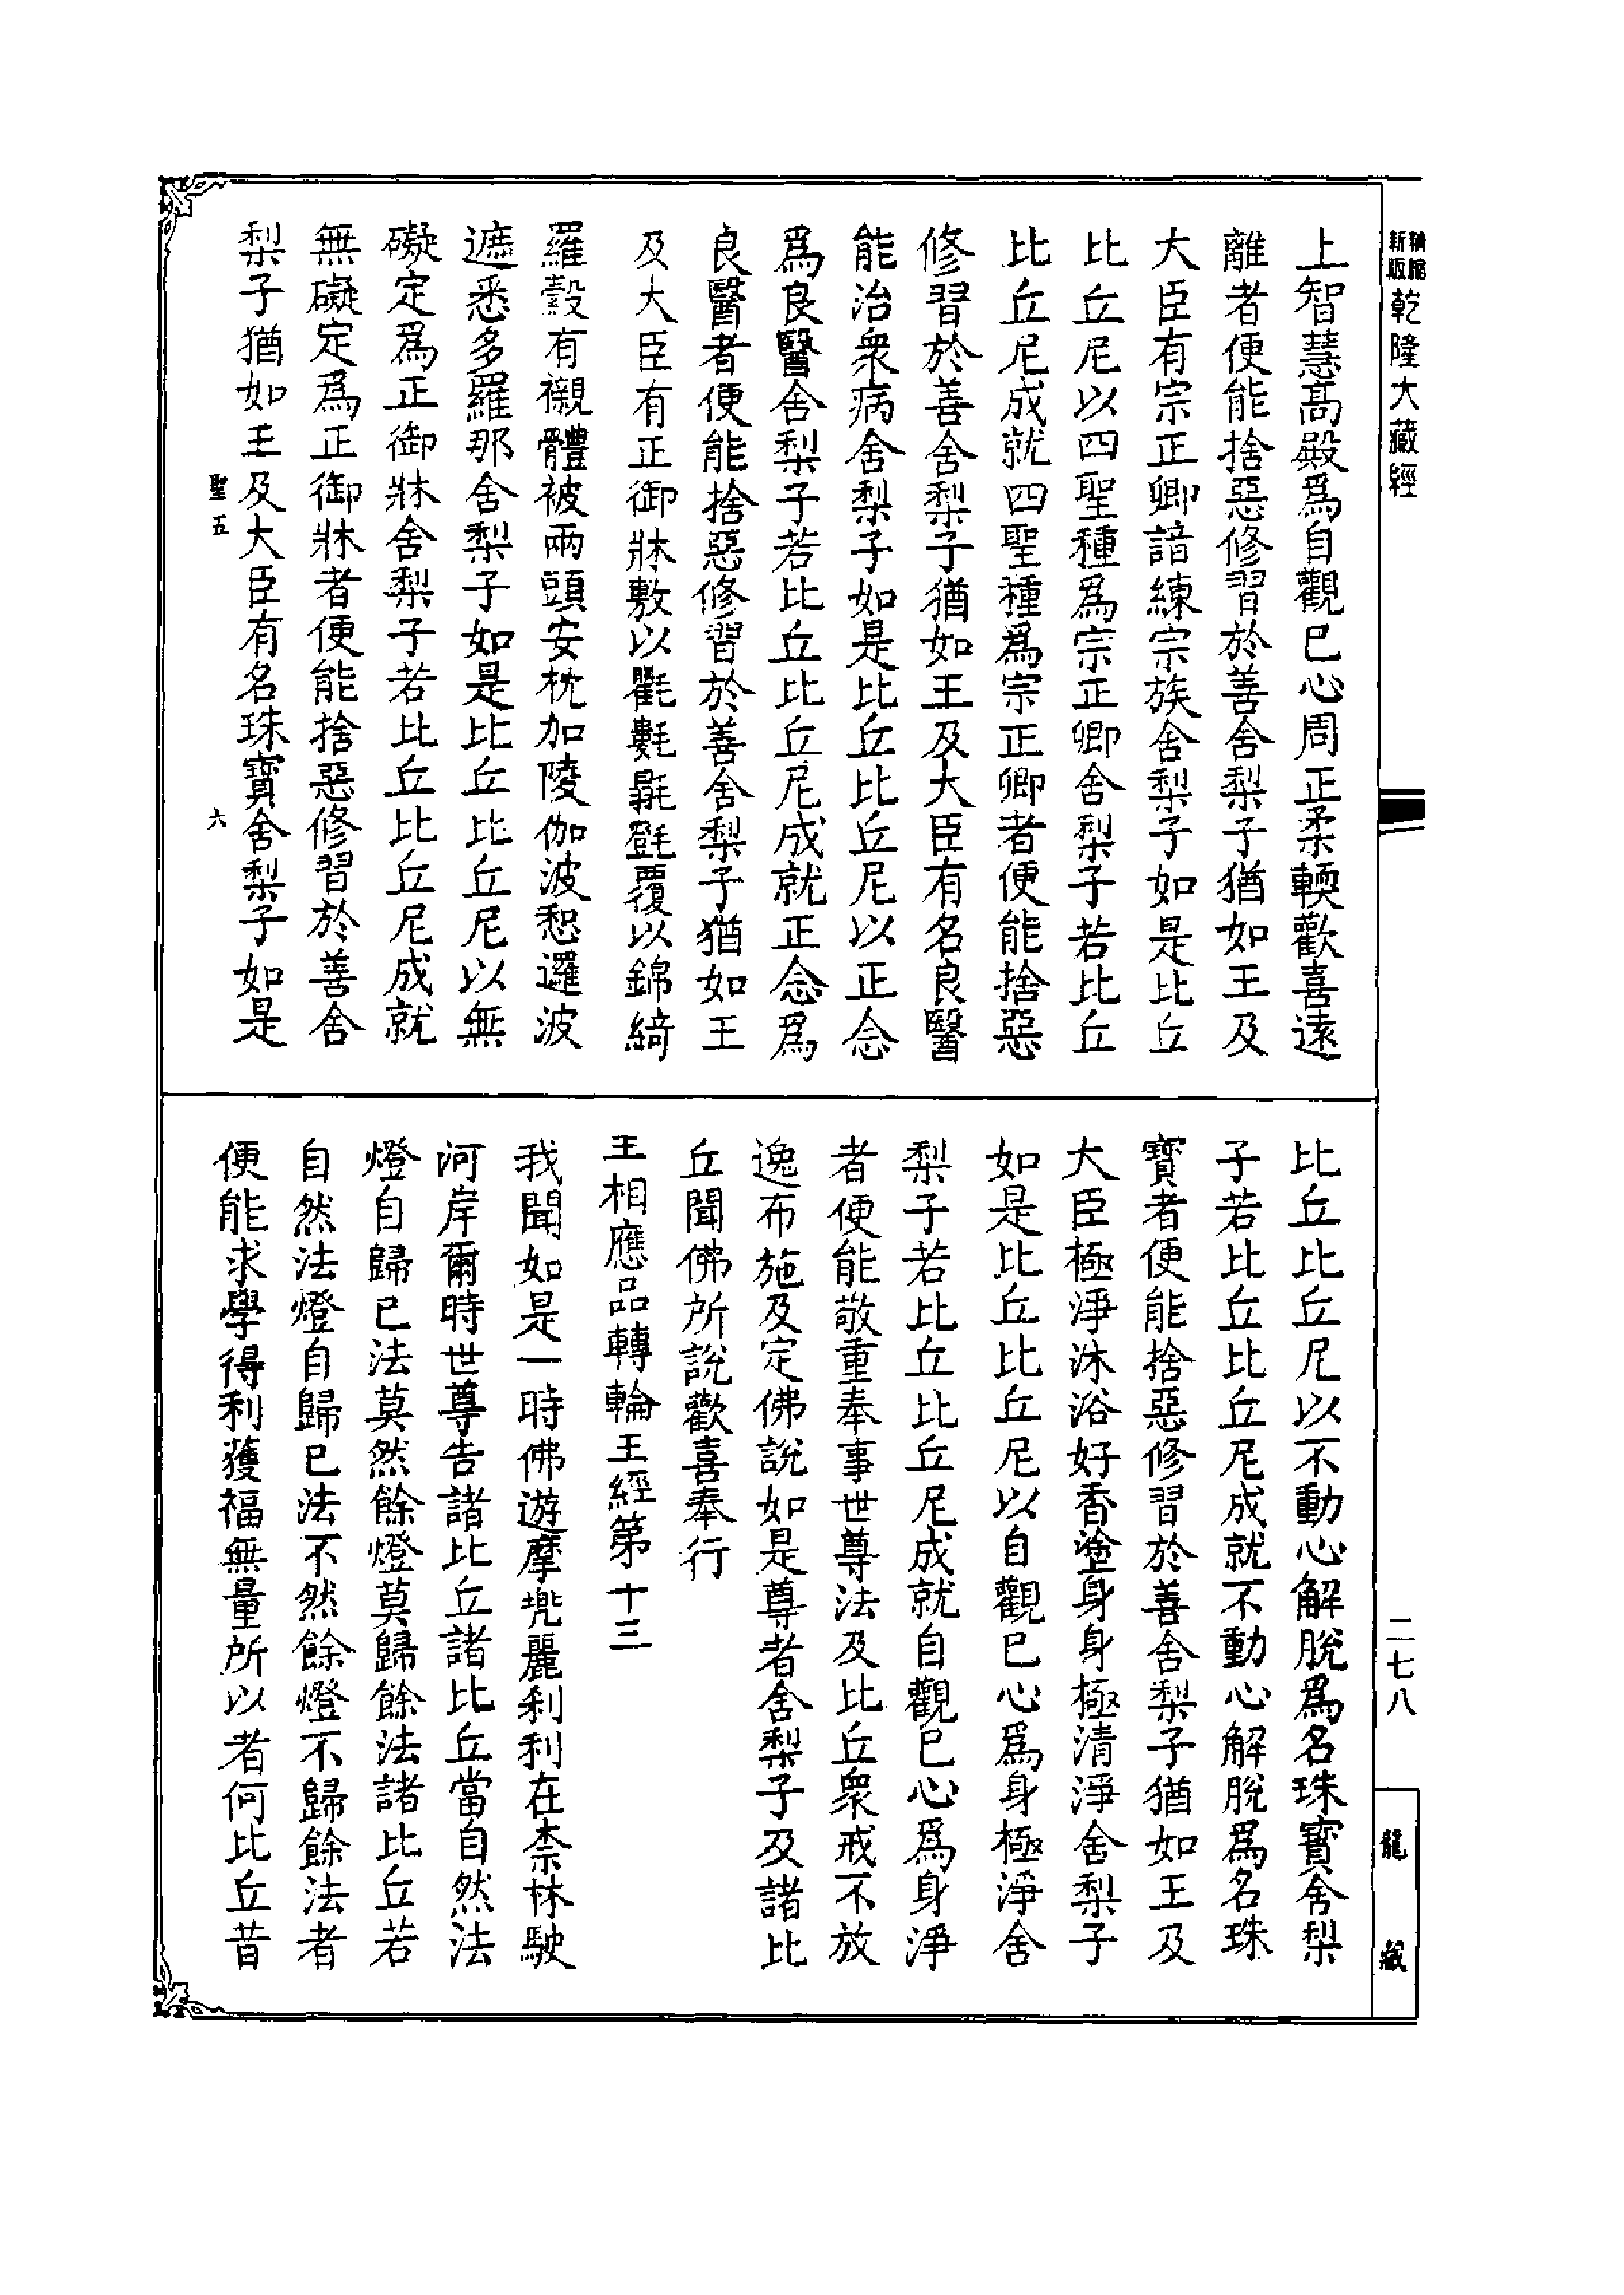 乾隆大藏經
上智慧高殿爲自觀已心周正柔輭歡喜遠
離者便能捨惡修習於善舍梨子猶如王及
大臣有宗正卿諳練宗族舍梨子如是比丘
比丘尼以四聖種爲宗正卿舍梨子若比丘
比丘尼成就四聖種爲宗正卿者便能捨惡
修習於善舍梨子猶如王及大臣有名良醫
能治衆病舍梨子如是比丘比丘尼以正念
爲良醫舍梨子若比丘比丘尼成就正念爲
良醫者便能捨惡修習於善舍梨子猶如王
及大臣有正御牀敷以氍氀毾㲪覆以錦綺
羅縠有襯體被兩頭安枕加陵伽波惒邏波
遮悉多羅那舍梨子如是比丘比丘尼以無
礙定爲正御牀舍梨子若比丘比丘尼成就
無礙定爲正御牀者便能捨惡修習於善舍
梨子猶如王及大臣有名珠寶舍梨子如是
聖五
六
比丘比丘尼以不動心解脫爲名珠寶舍梨
子若比丘比丘尼成就不動心解脫爲名珠
寶者便能捨惡修習於善舍梨子猶如王及
大臣極淨沐浴好香塗身身極清淨舍梨子
如是比丘比丘尼以自觀已心爲身極淨舍
梨子若比丘比丘尼成就自觀已心爲身淨
者便能敬重奉事世尊法及比丘衆戒不放
逸布施及定佛說如是尊者舍梨子及諸比
丘聞佛所說歡喜奉行
王相應品轉輪王經第十三
我聞如是一時佛遊摩兜麗利利在柰林駛
河岸爾時世尊告諸比丘諸比丘當自然法
燈自歸已法莫然餘燈莫歸餘法諸比丘若
自然法燈自歸已法不然餘燈不歸餘法者
便能求學得利獲福無量所以者何比丘昔
二七八
龍藏